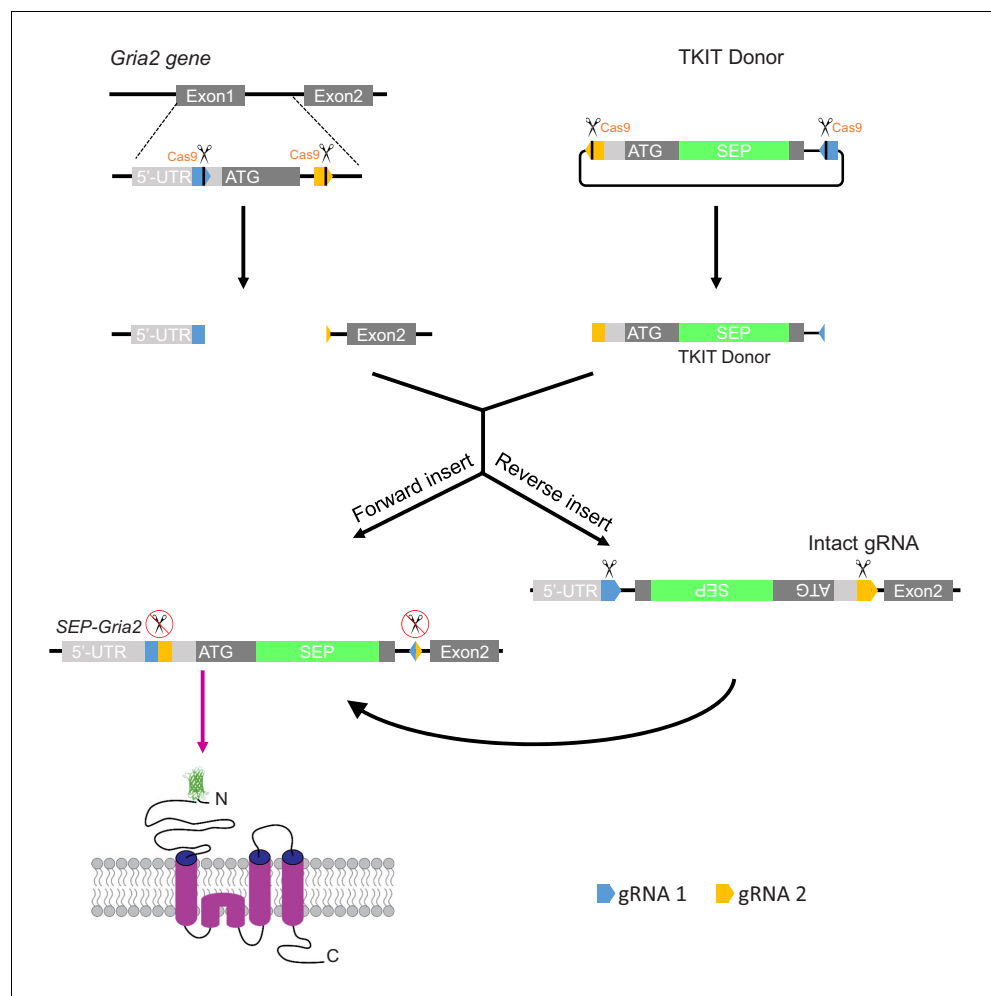 Gria2 gene
TKIT Donor
Exon1
Exon2
Cas9
Cas9
Cas9
Cas9
5'-UTR
ATG
ATG
SEP
5'-UTR
Exon2
ATG
SEP
TKIT Donor
Forward insert
Reverse insert
Intact gRNA
5'-UTR
SEP
ATG
Exon2
SEP-Gria2
5'-UTR
ATG
SEP
Exon2
N
C
gRNA 1
gRNA 2